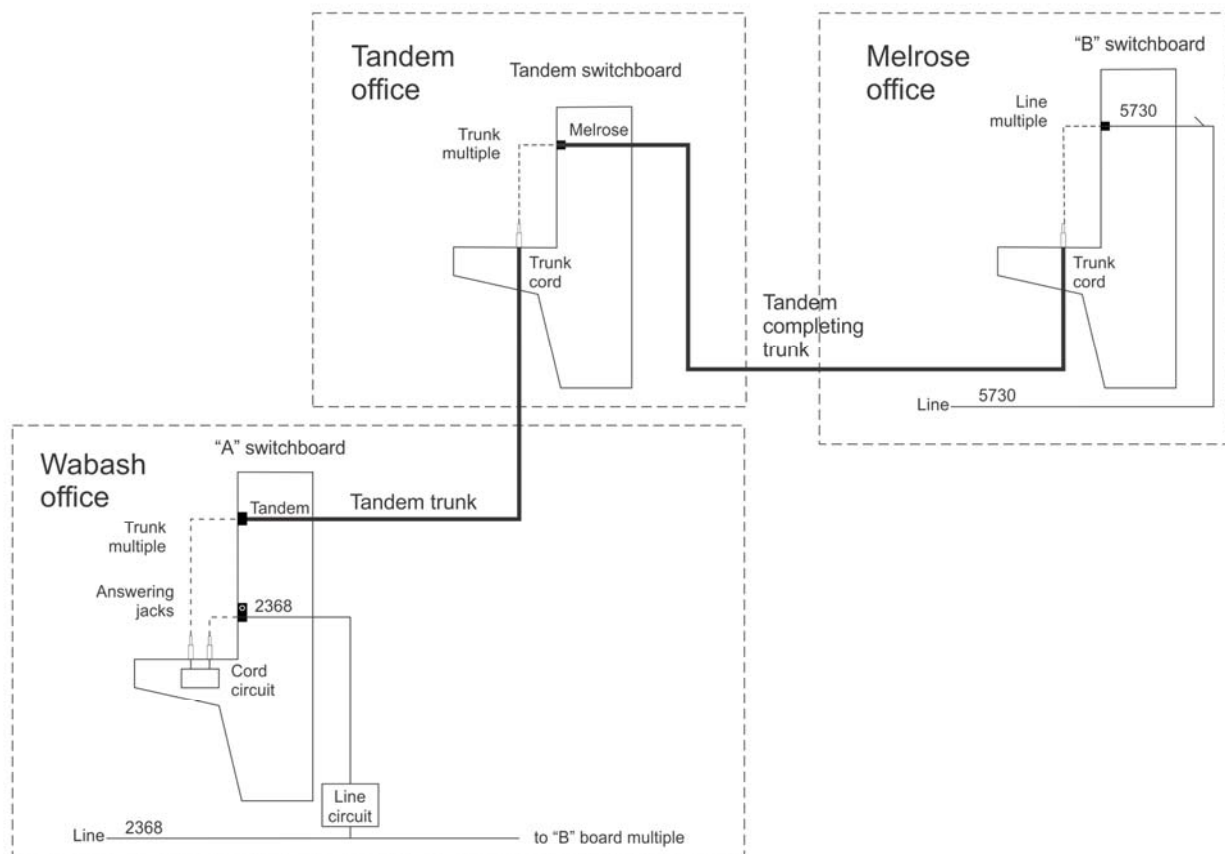 Tandem
office
Tandem switchboard
Trunk
multiple
Melrose
Trunk
cord
Tandem
completing
trunk
Melrose
office
“B” switchboard
Line
multiple
5730
Trunk
cord
5730
Line
Wabash
office
“A” switchboard
Tandem
Tandem trunk
Trunk
multiple
Answering
jacks
2368
Cord
circuit
Line
circuit
Line
2368
to “B” board multiple